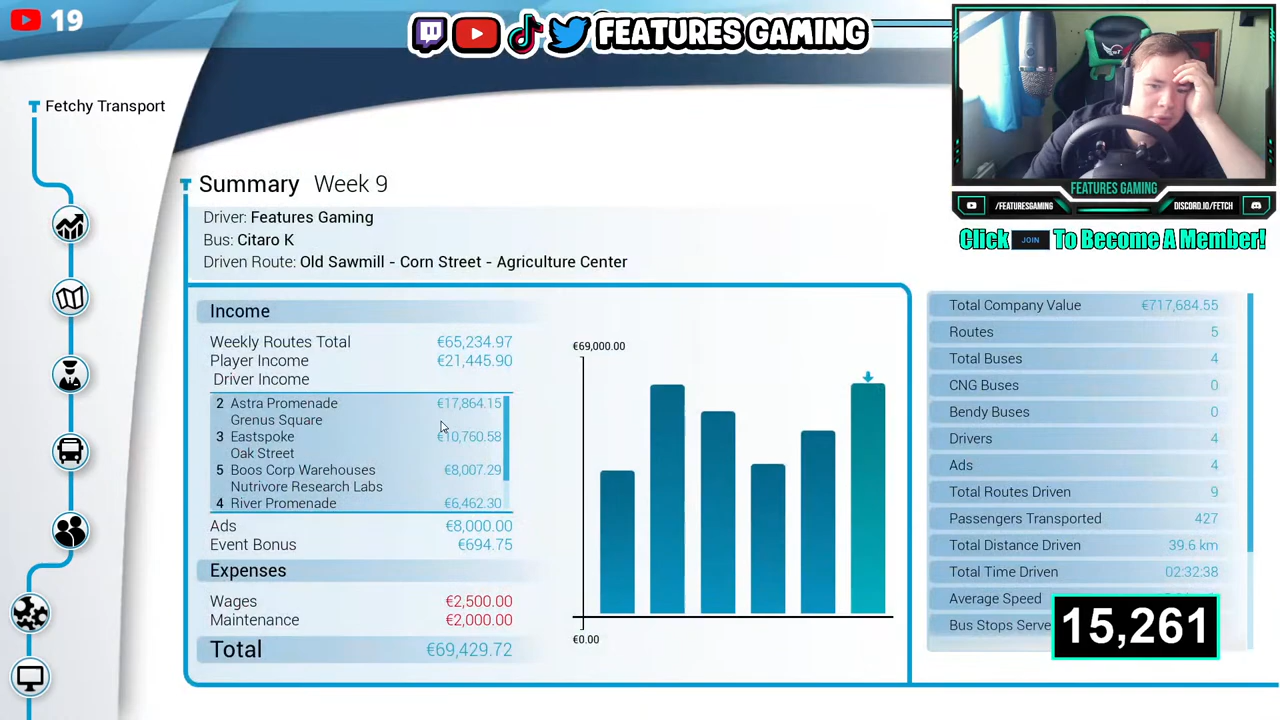 19
FEATURES GAMING
Fetchy Transport
Summary Week 9
Driver: Features Gaming
Bus: Citaro K
Driven Route: Old Sawmill - Corn Street - Agriculture Center
Income
Weekly Routes Total €65,234.97
Player Income €21,445.90
Driver Income
2 Astra Promenade €17,864.15
Grenus Square
3 Eastspoke €10,760.58
Oak Street
5 Boos Corp Warehouses €8,007.29
Nutrivore Research Labs
4 River Promenade €6,462.30
Ads €8,000.00
Event Bonus €694.75
Expenses
Wages €2,500.00
Maintenance €2,000.00
Total €69,429.72
€69,000.00
€0.00
FEATURES GAMING
/FEATURESGAMING DISCORD.IO/FETCH
Click JOIN To Become A Member!
Total Company Value €717,684.55
Routes 5
Total Buses 4
CNG Buses 0
Bendy Buses 0
Drivers 4
Ads 4
Total Routes Driven 9
Passengers Transported 427
Total Distance Driven 39.6 km
Total Time Driven 02:32:38
Average Speed
Bus Stops Serve
15,261